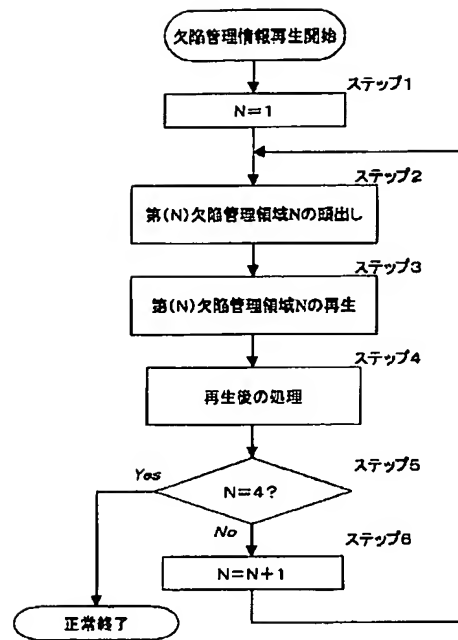 欠陥管理情報再生開始
ステップ1
N=1
ステップ2
第(N)欠陥管理領域Nの頭出し
ステップ3
第(N)欠陥管理領域Nの再生
ステップ4
再生後の処理
ステップ5
Yes
N=4?
No
ステップ6
N=N+1
正常終了